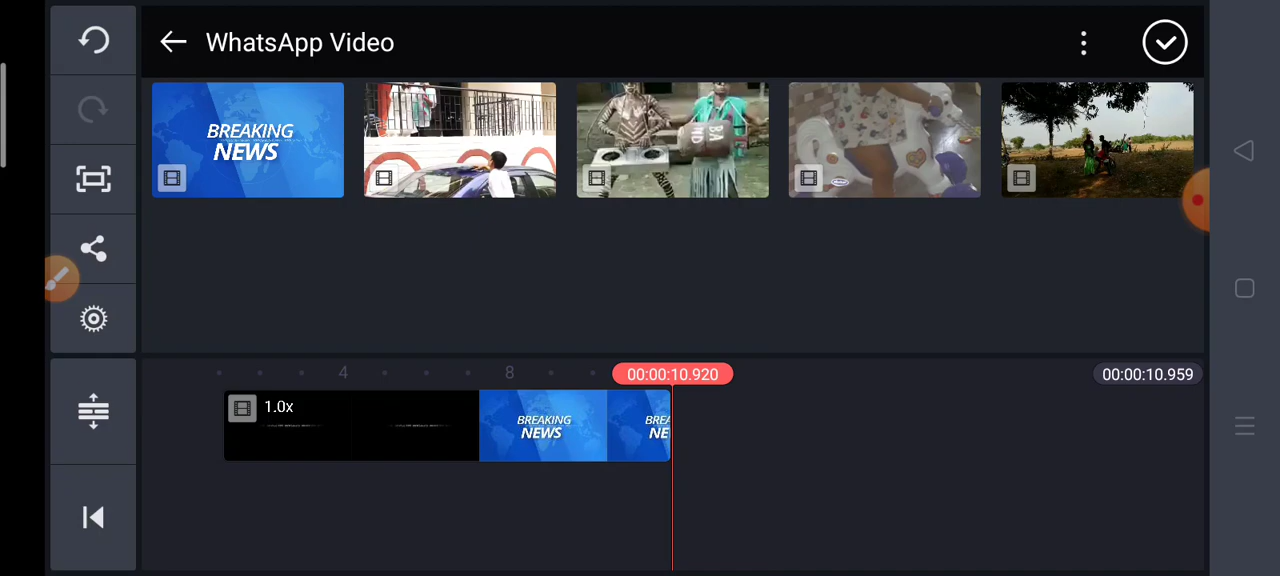 WhatsApp Video
BREAKING
NEWS
4
8
00:00:10.920
00:00:10.959
1.0x
BREAKING
NEWS
BREA
NE